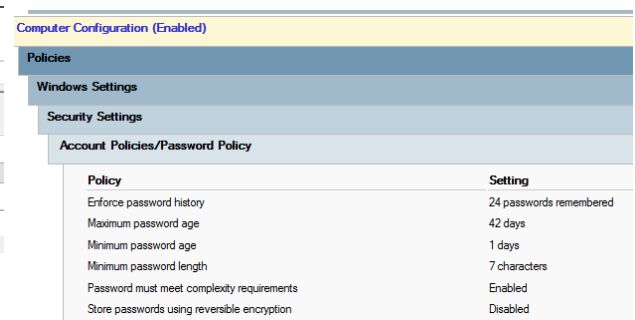 Computer Configuration (Enabled)
Policies
Windows Settings
Security Settings
Account Policies/Password Policy
Policy Setting
Enforce password history 24 passwords remembered
Maximum password age 42 days
Minimum password age 1 days
Minimum password length 7 characters
Password must meet complexity requirements Enabled
Store passwords using reversible encryption Disabled